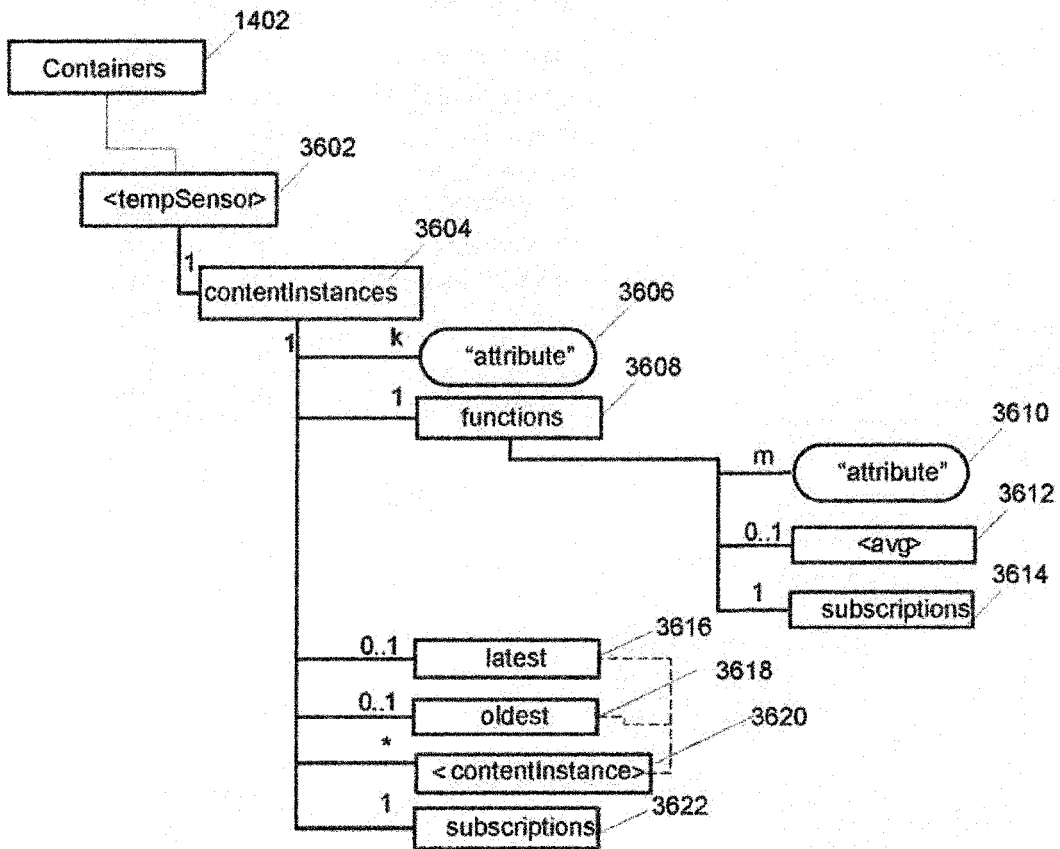 1402
Containers
3602
<tempSensor>
3604
1
contentInstances
3606
1
k
"attribute"
3608
1
functions
3610
m
"attribute"
3612
0..1
<avg>
3614
1
subscriptions
3616
0..1
latest
3618
0..1
oldest
3620
*
<contentInstance>
3622
1
subscriptions